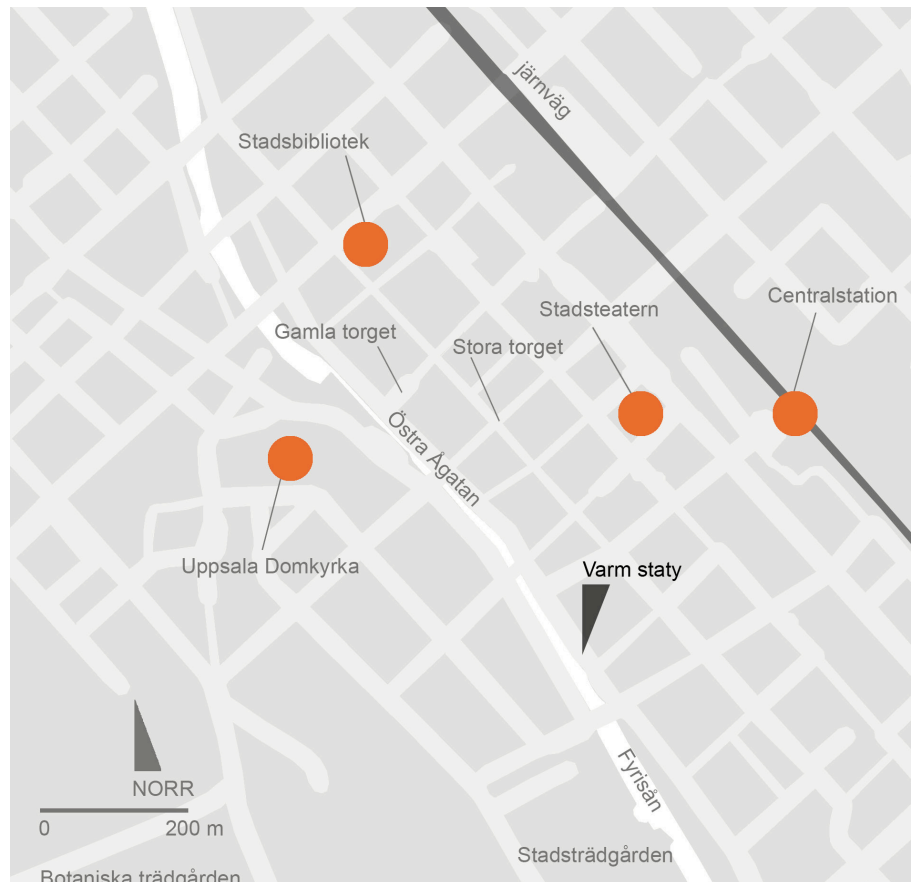 järnväg
Stadsbibliotek
Centralstation
Stadsteatern
Gamla torget
Stora torget
Östra Ågatan
Uppsala Domkyrka
Varm staty
NORR
Fyrisån
0 200 m
Stadsträdgården
Botaniska trädgården